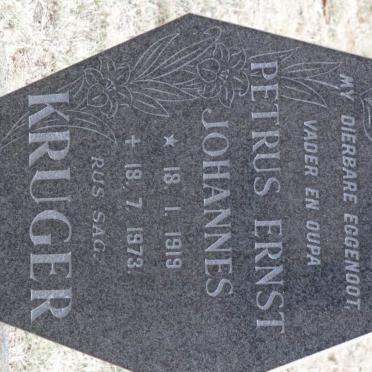 MY DIERBARE EGGENOOT,
VADER EN OUPA
PETRUS ERNST
JOHANNES
★ 18. 1. 1919
+ 18. 7. 1973.
RUS SAG.
KRUGER